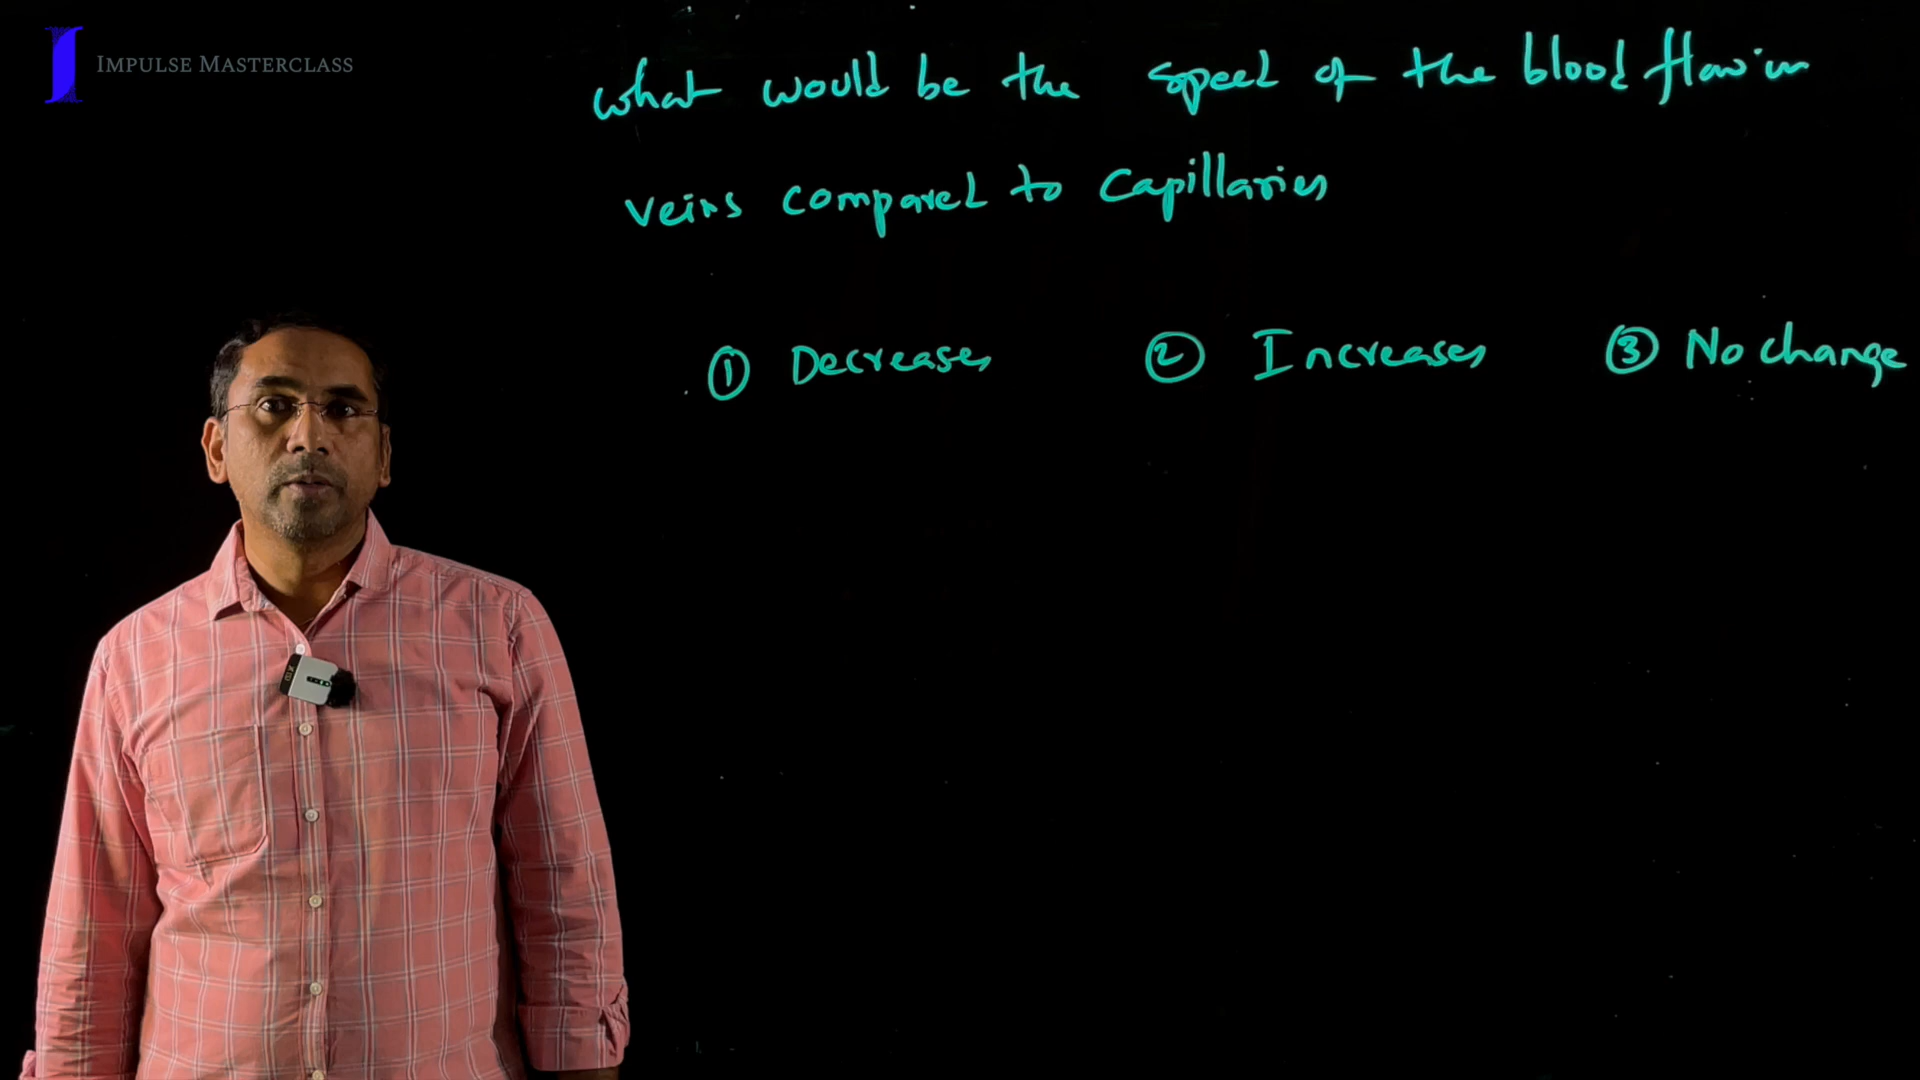 IMPULSE MASTERCLASS
what would be the speed of the blood flow in
veins compared to capillaries
① Decreases ② Increases ③ No change